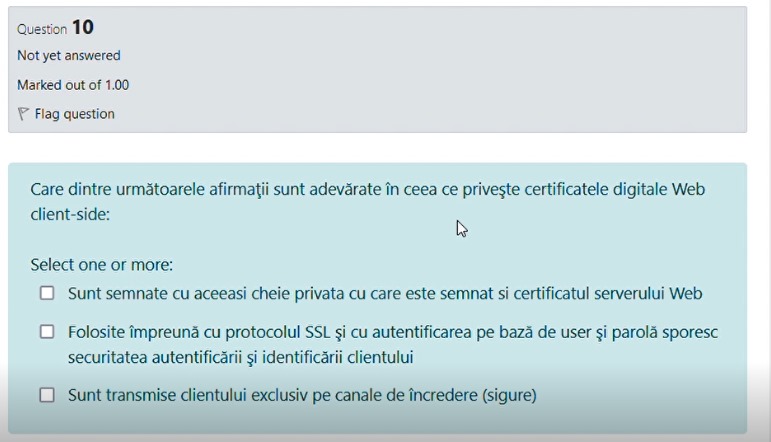 Question 10
Not yet answered
Marked out of 1.00
Flag question
Care dintre următoarele afirmaţii sunt adevărate în ceea ce priveşte certificatele digitale Web
client-side:
Select one or more:
Sunt semnate cu aceeasi cheie privata cu care este semnat si certificatul serverului Web
Folosite împreună cu protocolul SSL şi cu autentificarea pe bază de user şi parolă sporesc
securitatea autentificării şi identificării clientului
Sunt transmise clientului exclusiv pe canale de încredere (sigure)